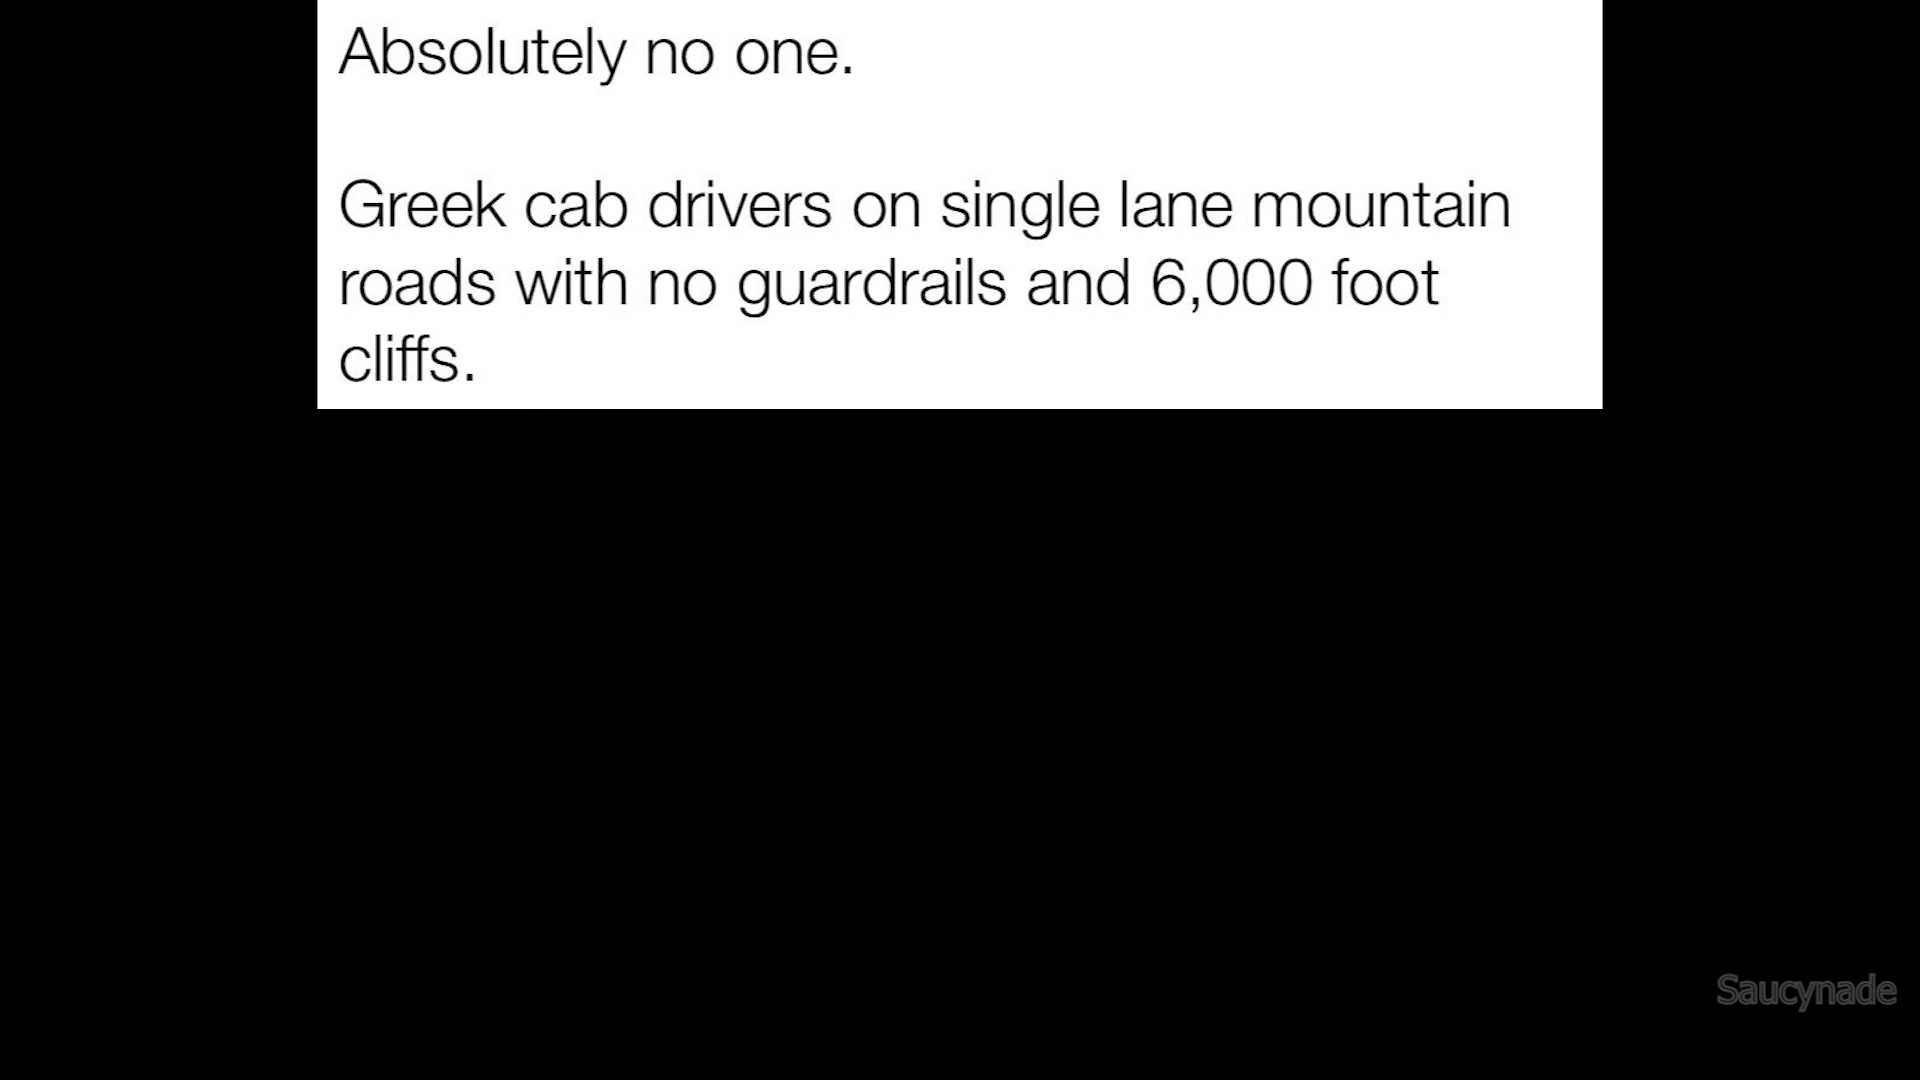 Absolutely no one.
Greek cab drivers on single lane mountain
roads with no guardrails and 6,000 foot
cliffs.
Saucynade